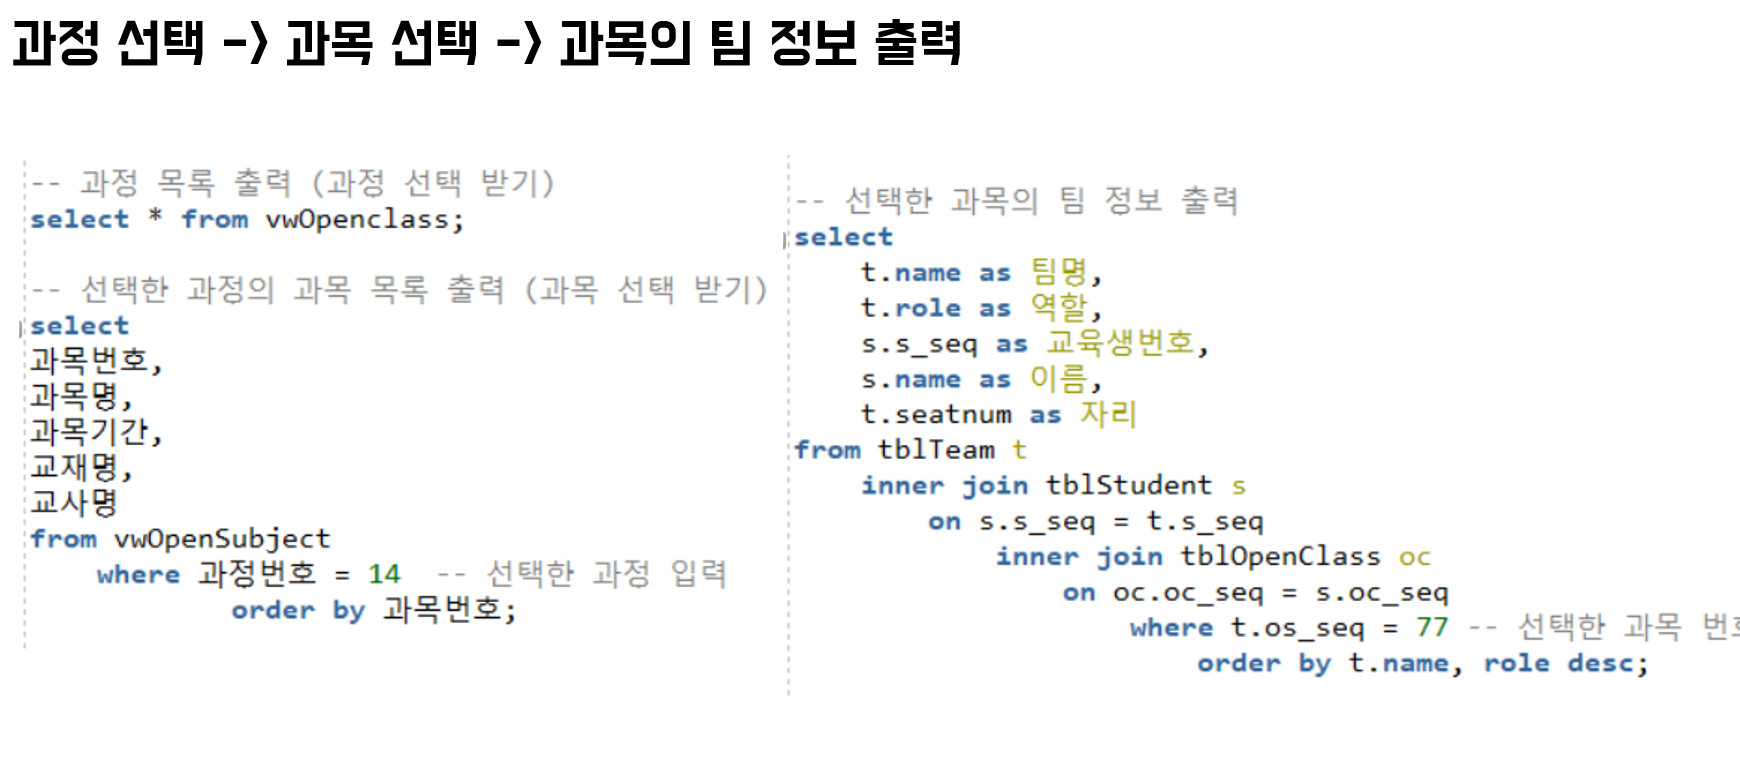 과정 선택 -> 과목 선택 -> 과목의 팀 정보 출력
-- 과정 목록 출력 (과정 선택 받기)
select * from vwOpenclass;
-- 선택한 과정의 과목 목록 출력 (과목 선택 받기)
select
과목번호,
과목명,
과목기간,
교재명,
교사명
from vwOpenSubject
where 과정번호 = 14 -- 선택한 과정 입력
order by 과목번호;
-- 선택한 과목의 팀 정보 출력
select
t.name as 팀명,
t.role as 역할,
s.s_seq as 교육생번호,
s.name as 이름,
t.seatnum as 자리
from tblTeam t
inner join tblStudent s
on s.s_seq = t.s_seq
inner join tblOpenClass oc
on oc.oc_seq = s.oc_seq
where t.os_seq = 77 -- 선택한 과목
order by t.name, role desc;